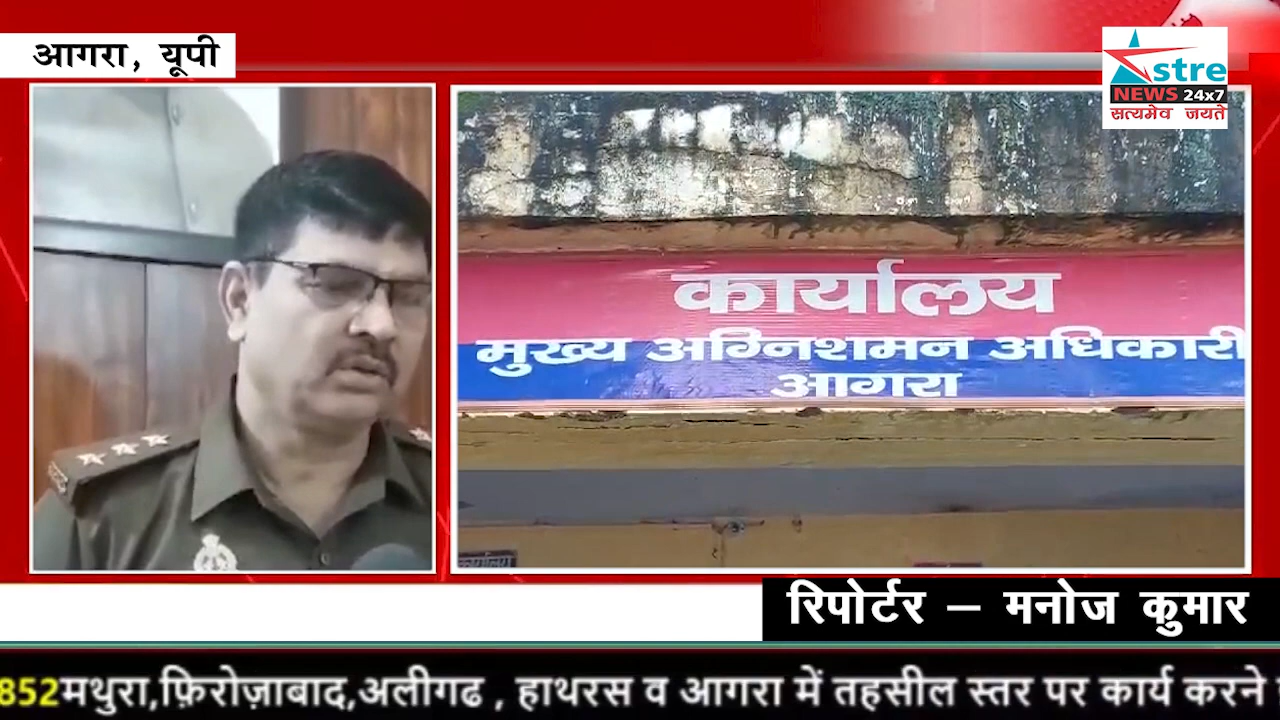 आगरा, यूपी
stre
NEWS 24x7
सत्यमेव जयते
कार्यालय
मुख्य अग्निशमन अधिकारी
आगरा
रिपोर्टर – मनोज कुमार
852मथुरा,फ़िरोज़ाबाद,अलीगढ , हाथरस व आगरा में तहसील स्तर पर कार्य करने